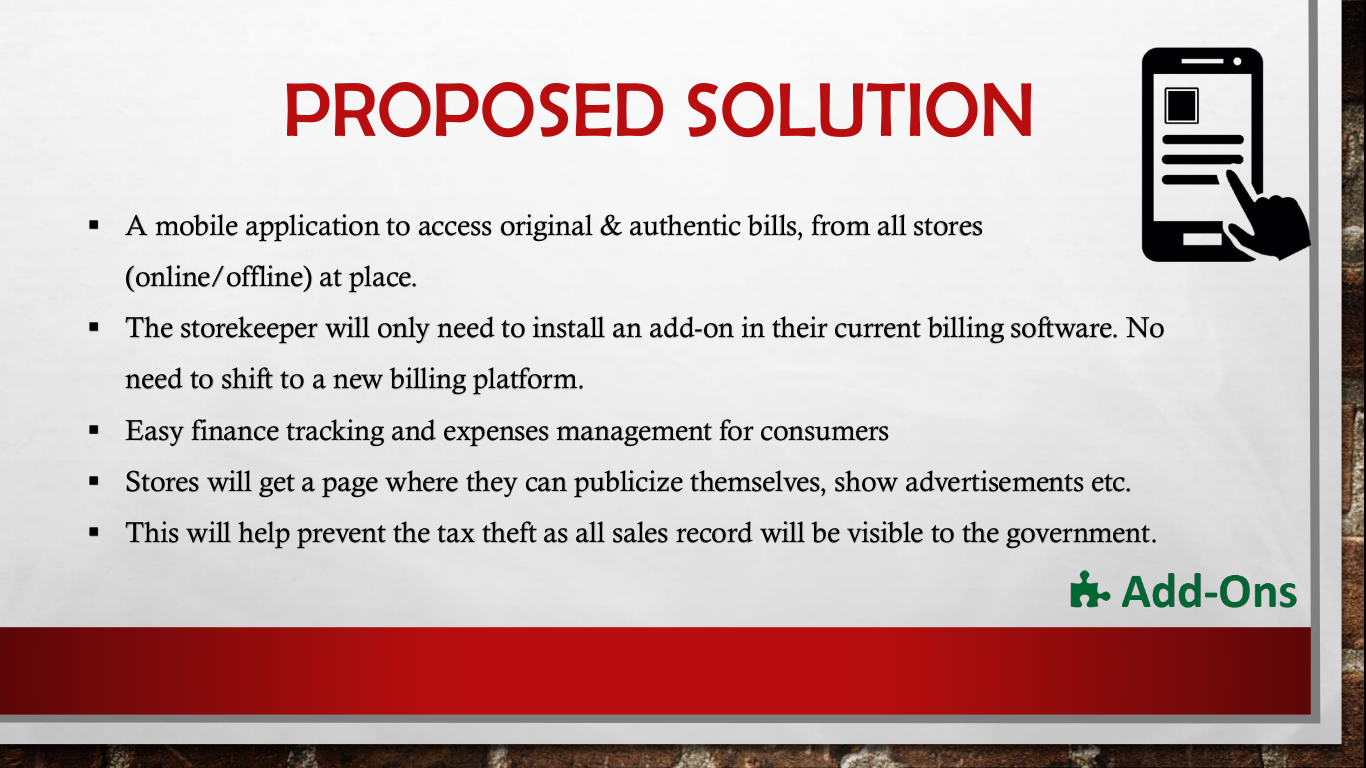 PROPOSED SOLUTION
▪ A mobile application to access original & authentic bills, from all stores
(online/offline) at place.
▪ The storekeeper will only need to install an add-on in their current billing software. No
need to shift to a new billing platform.
▪ Easy finance tracking and expenses management for consumers
▪ Stores will get a page where they can publicize themselves, show advertisements etc.
▪ This will help prevent the tax theft as all sales record will be visible to the government.
Add-Ons